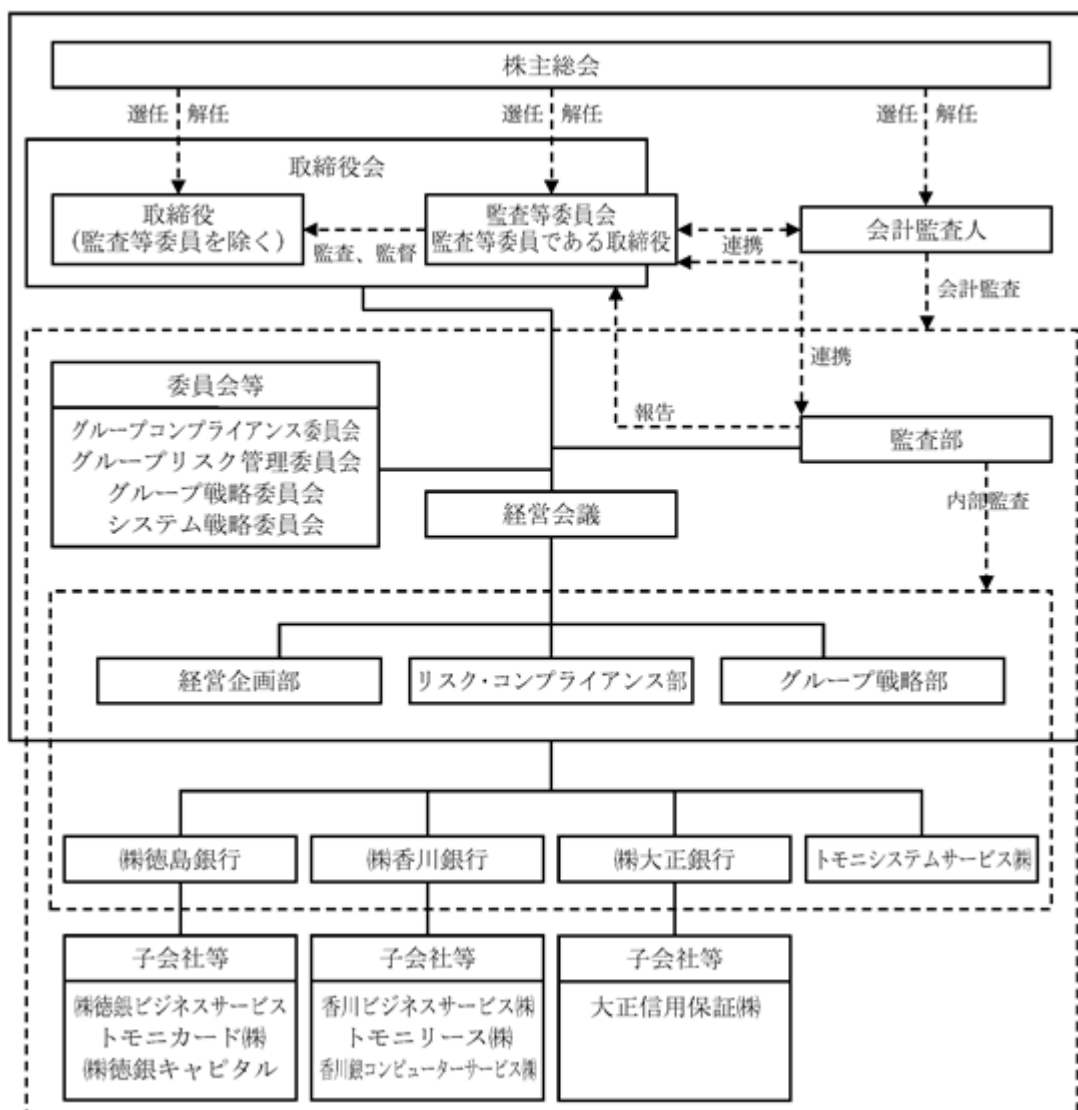 株主総会
選任 解任
選任 解任
選任 解任
取締役会
取締役
(監査等委員を除く)
監査等委員会
監査等委員である取締役
会計監査人
監査、監督
連携
会計監査
連携
委員会等
グループコンプライアンス委員会
グループリスク管理委員会
グループ戦略委員会
システム戦略委員会
報告
監査部
経営会議
内部監査
経営企画部
リスク・コンプライアンス部
グループ戦略部
㈱徳島銀行
㈱香川銀行
㈱大正銀行
トモニシステムサービス㈱
子会社等
㈱徳銀ビジネスサービス
トモニカード㈱
㈱徳銀キャピタル
子会社等
香川ビジネスサービス㈱
トモニリース㈱
香川銀コンピューターサービス㈱
子会社等
大正信用保証㈱